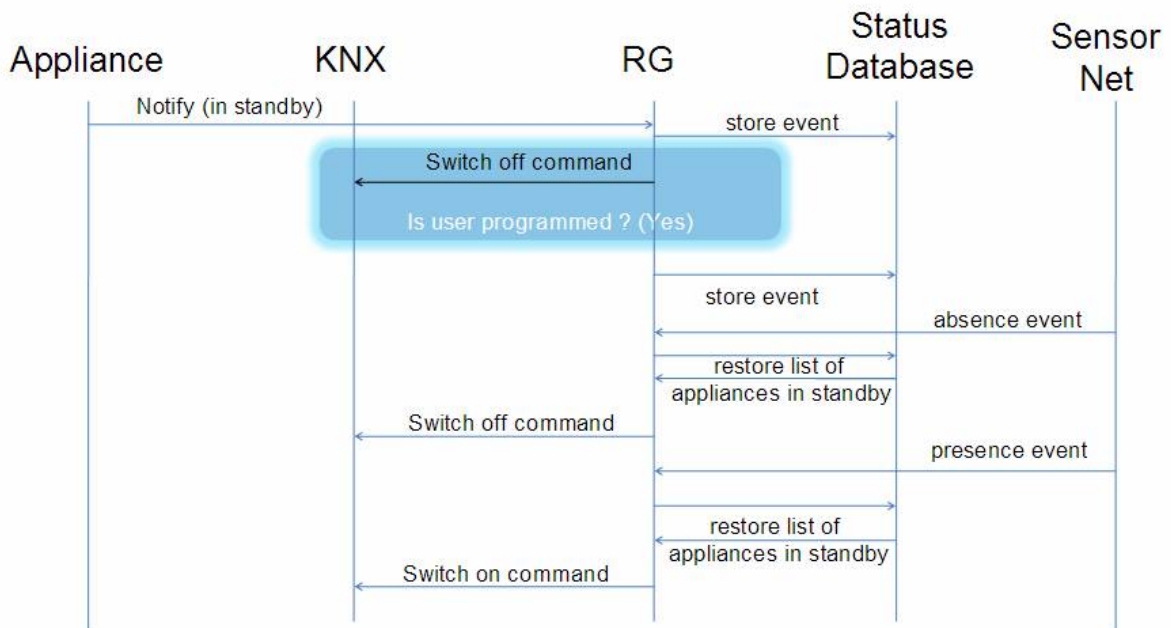 Appliance
KNX
RG
Status
Database
Sensor
Net
Notify (in standby)
store event
Switch off command
Is user programmed ? (Yes)
store event
absence event
restore list of
appliances in standby
Switch off command
presence event
restore list of
appliances in standby
Switch on command